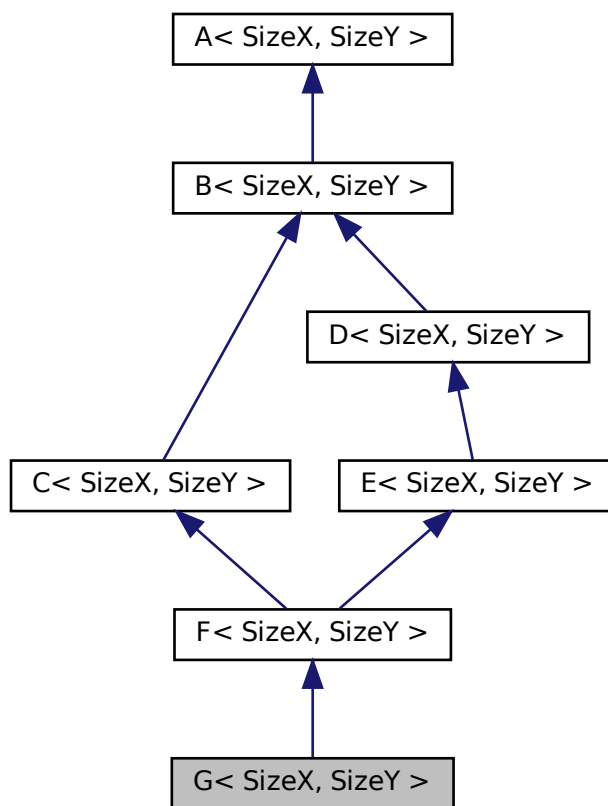 A< SizeX, SizeY >
B< SizeX, SizeY >
D< SizeX, SizeY >
C< SizeX, SizeY >
E< SizeX, SizeY >
F< SizeX, SizeY >
G< SizeX, SizeY >